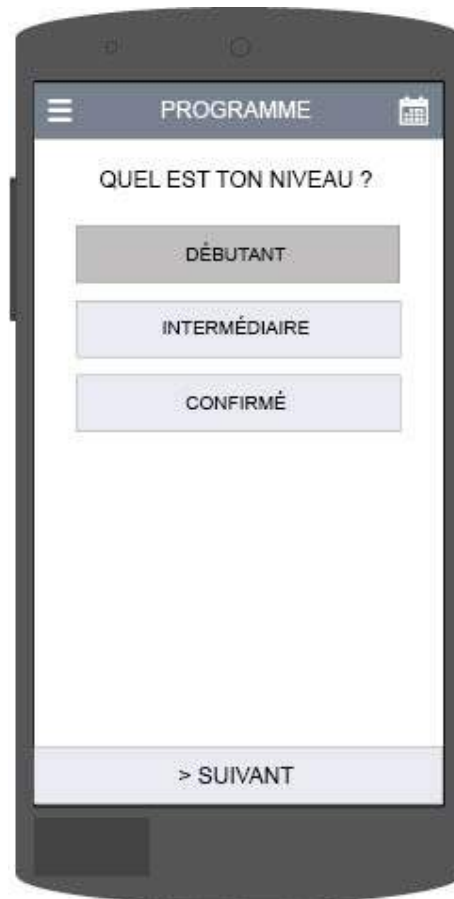 PROGRAMME
QUEL EST TON NIVEAU ?
DÉBUTANT
INTERMÉDIAIRE
CONFIRMÉ
> SUIVANT